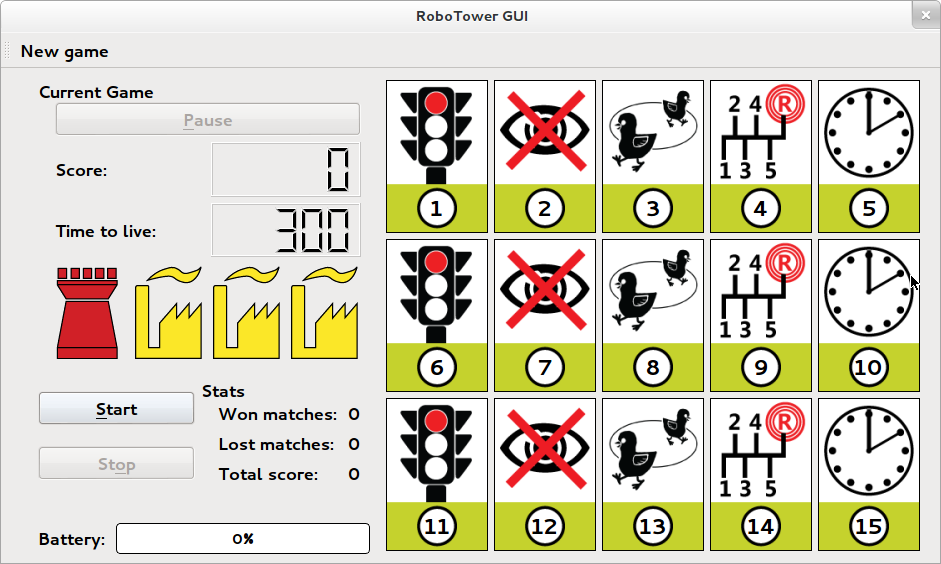 RoboTower GUI
New game
Current Game
Pause
Score: 0
Time to live: 300
Start
Stop
Stats
Won matches: 0
Lost matches: 0
Total score: 0
Battery: 0%
2 4 R
1 3 5
1 2 3 4 5
2 4 R
1 3 5
6 7 8 9 10
2 4 R
1 3 5
11 12 13 14 15